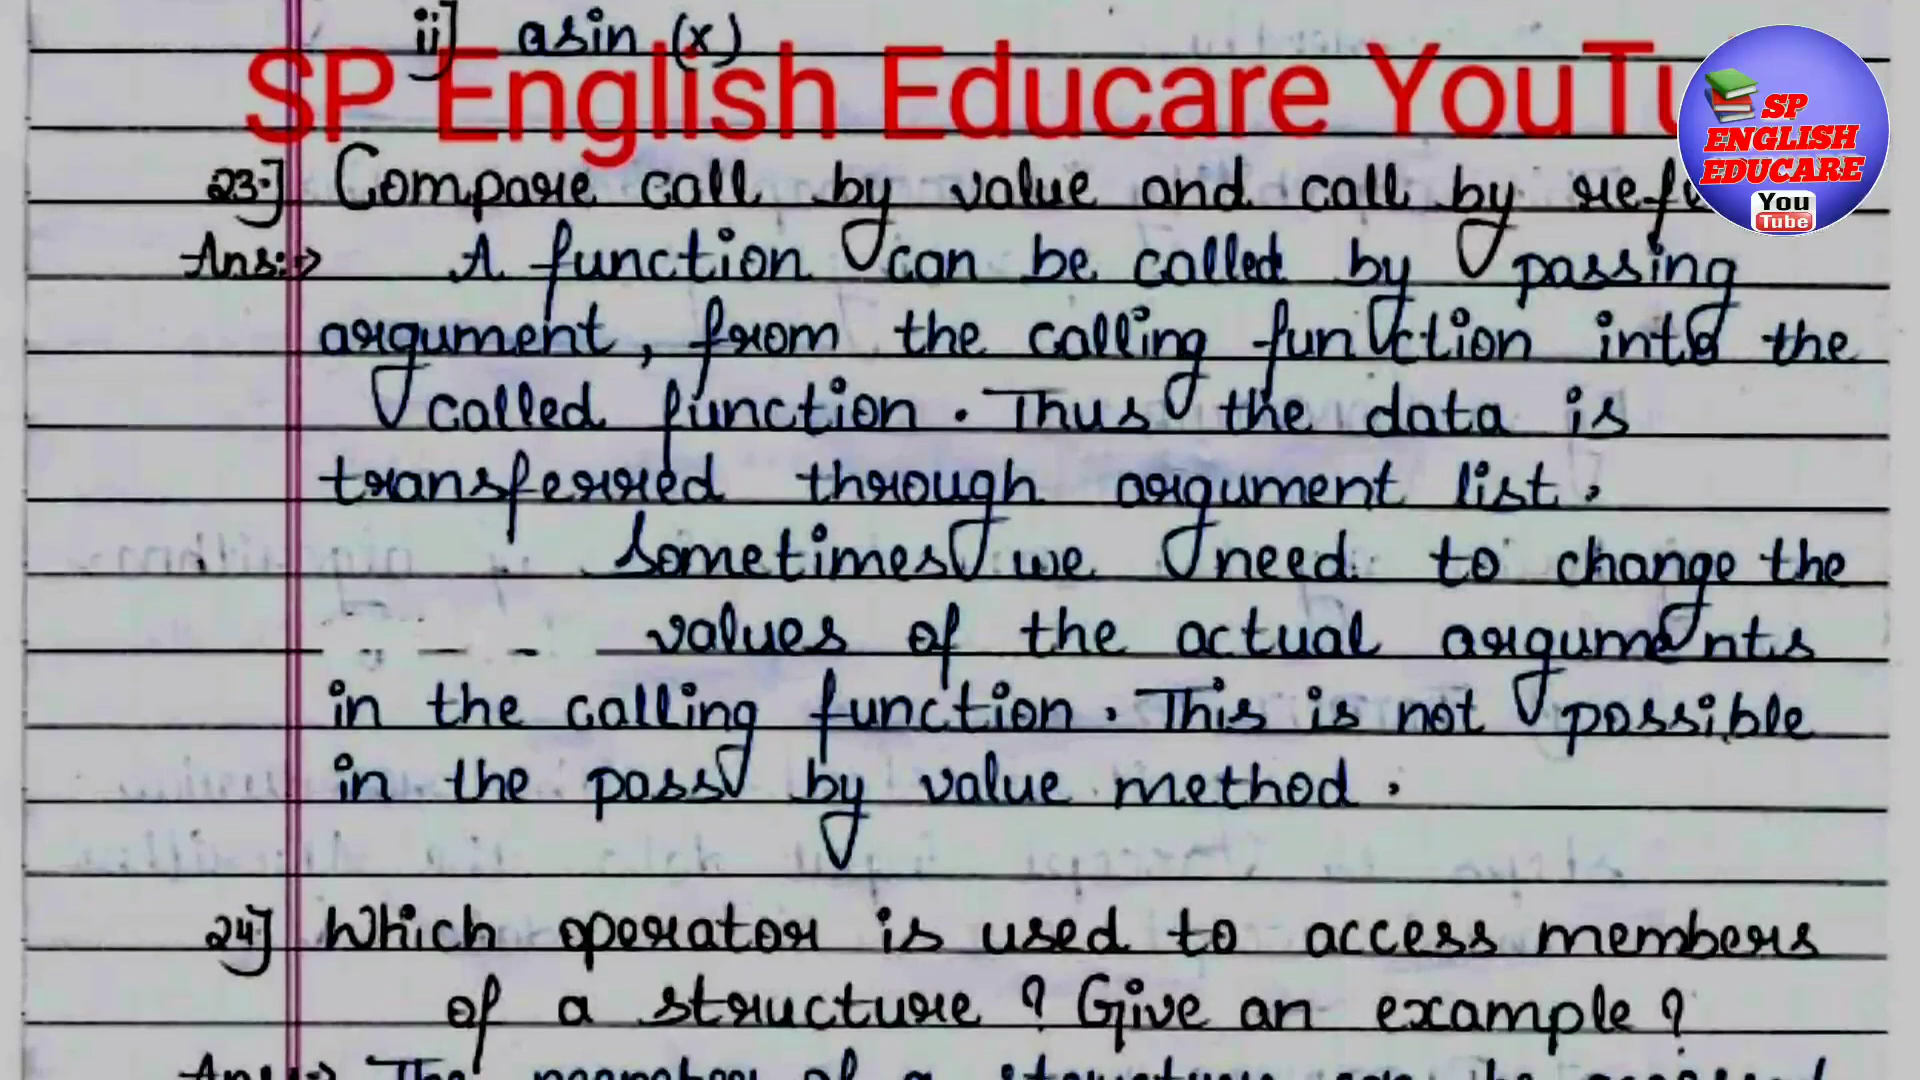 ii] asin (x)
SP English Educare YouTu
SP
ENGLISH
EDUCARE
You
Tube
23.] Compare call by value and call by
Ans:-> A function can be called by passing
argument, from the calling function into the
called function. Thus the data is
transferred through argument list.
Sometimes we need to change the
values of the actual arguments
in the calling function. This is not possible
in the pass by value method.
24] Which operator is used to access members
of a structure? Give an example?